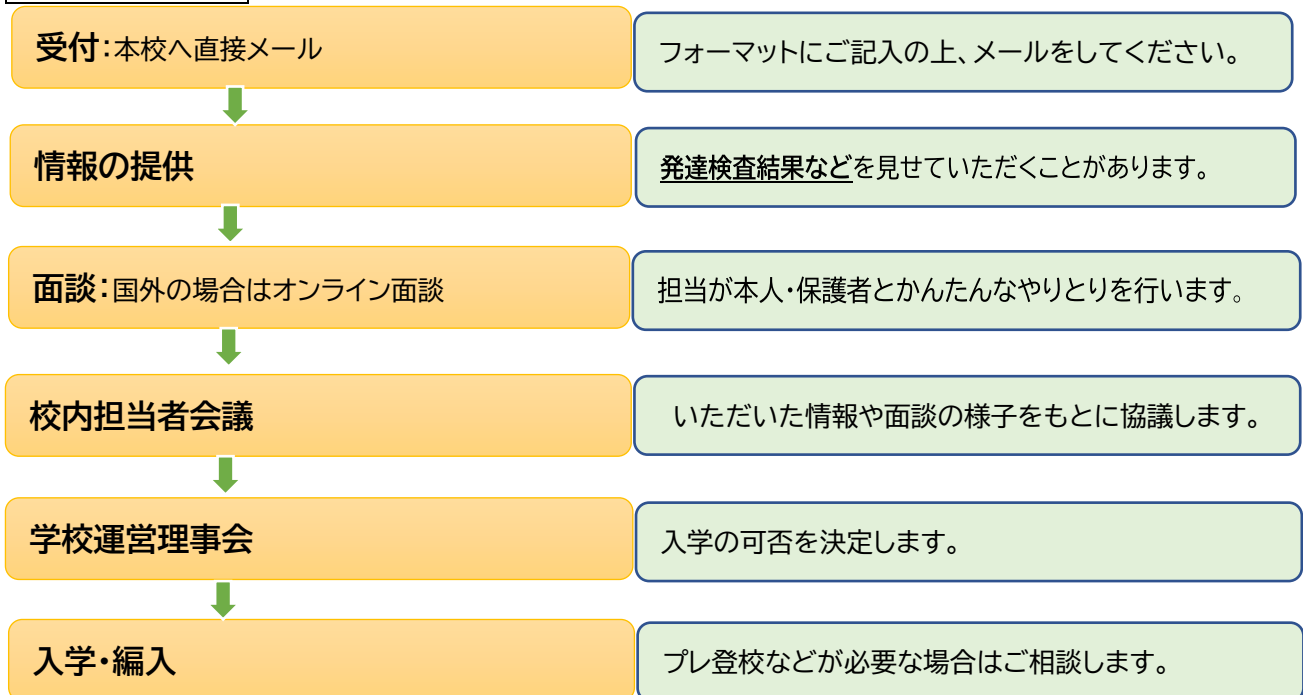 受付：本校へ直接メール
フォーマットにご記入の上、メールをしてください。
情報の提供
発達検査結果などを見せていただくことがあります。
面談：国外の場合はオンライン面談
担当が本人・保護者とかんたんなやりとりを行います。
校内担当者会議
いただいた情報や面談の様子をもとに協議します。
学校運営理事会
入学の可否を決定します。
入学・編入
プレ登校などが必要な場合はご相談します。